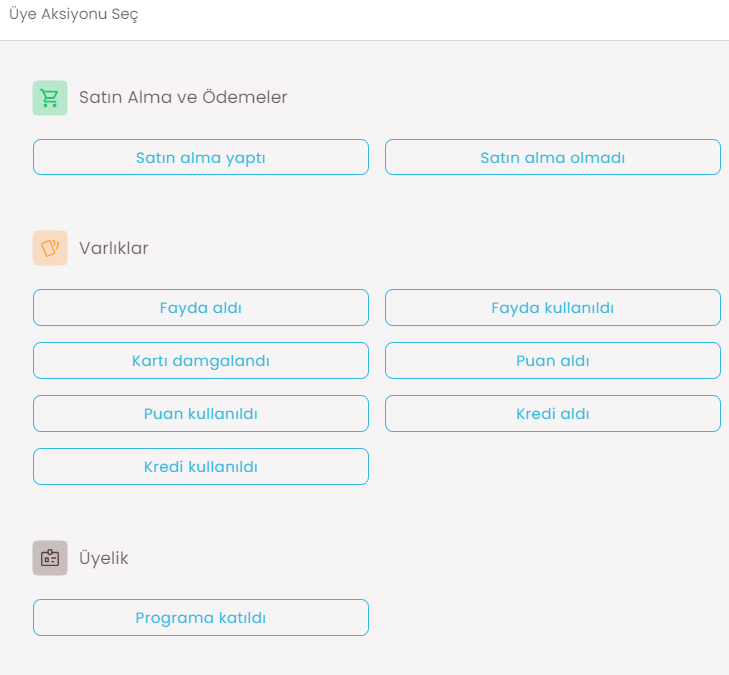 Üye Aksiyonu Seç
Satın Alma ve Ödemeler
Satın alma yaptı
Satın alma olmadı
Varlıklar
Fayda aldı
Fayda kullanıldı
Kartı damgalandı
Puan aldı
Puan kullanıldı
Kredi aldı
Kredi kullanıldı
Üyelik
Programa katıldı